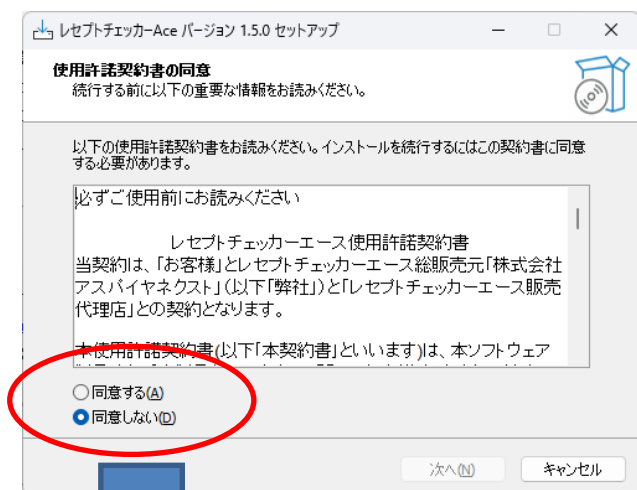 レセプトチェッカーAce バージョン 1.5.0 セットアップ
使用許諾契約書の同意
続行する前に以下の重要な情報をお読みください。
以下の使用許諾契約書をお読みください。インストールを続行するにはこの契約書に同意
する必要があります。
必ずご使用前にお読みください
レセプトチェッカーエース使用許諾契約書
当契約は、「お客様」とレセプトチェッカーエース総販売元「株式会社
アスパイヤネクスト」(以下「弊社」)と「レセプトチェッカーエース販売
代理店」との契約となります。
本使用許諾契約書(以下「本契約書」といいます)は、本ソフトウェア
同意する(A)
同意しない(D)
次へ(N)
キャンセル